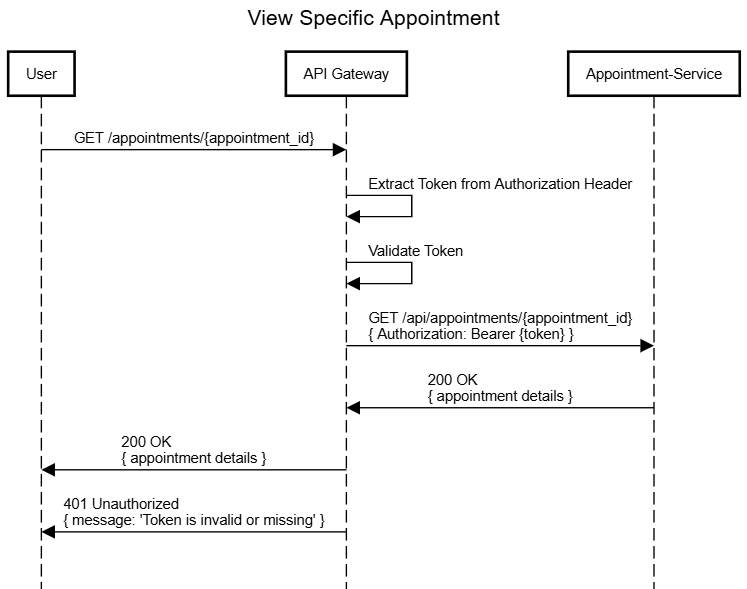 View Specific Appointment
User
API Gateway
Appointment-Service
GET /appointments/{appointment_id}
Extract Token from Authorization Header
Validate Token
GET /api/appointments/{appointment_id}
{ Authorization: Bearer {token} }
200 OK
{ appointment details }
200 OK
{ appointment details }
401 Unauthorized
{ message: 'Token is invalid or missing' }